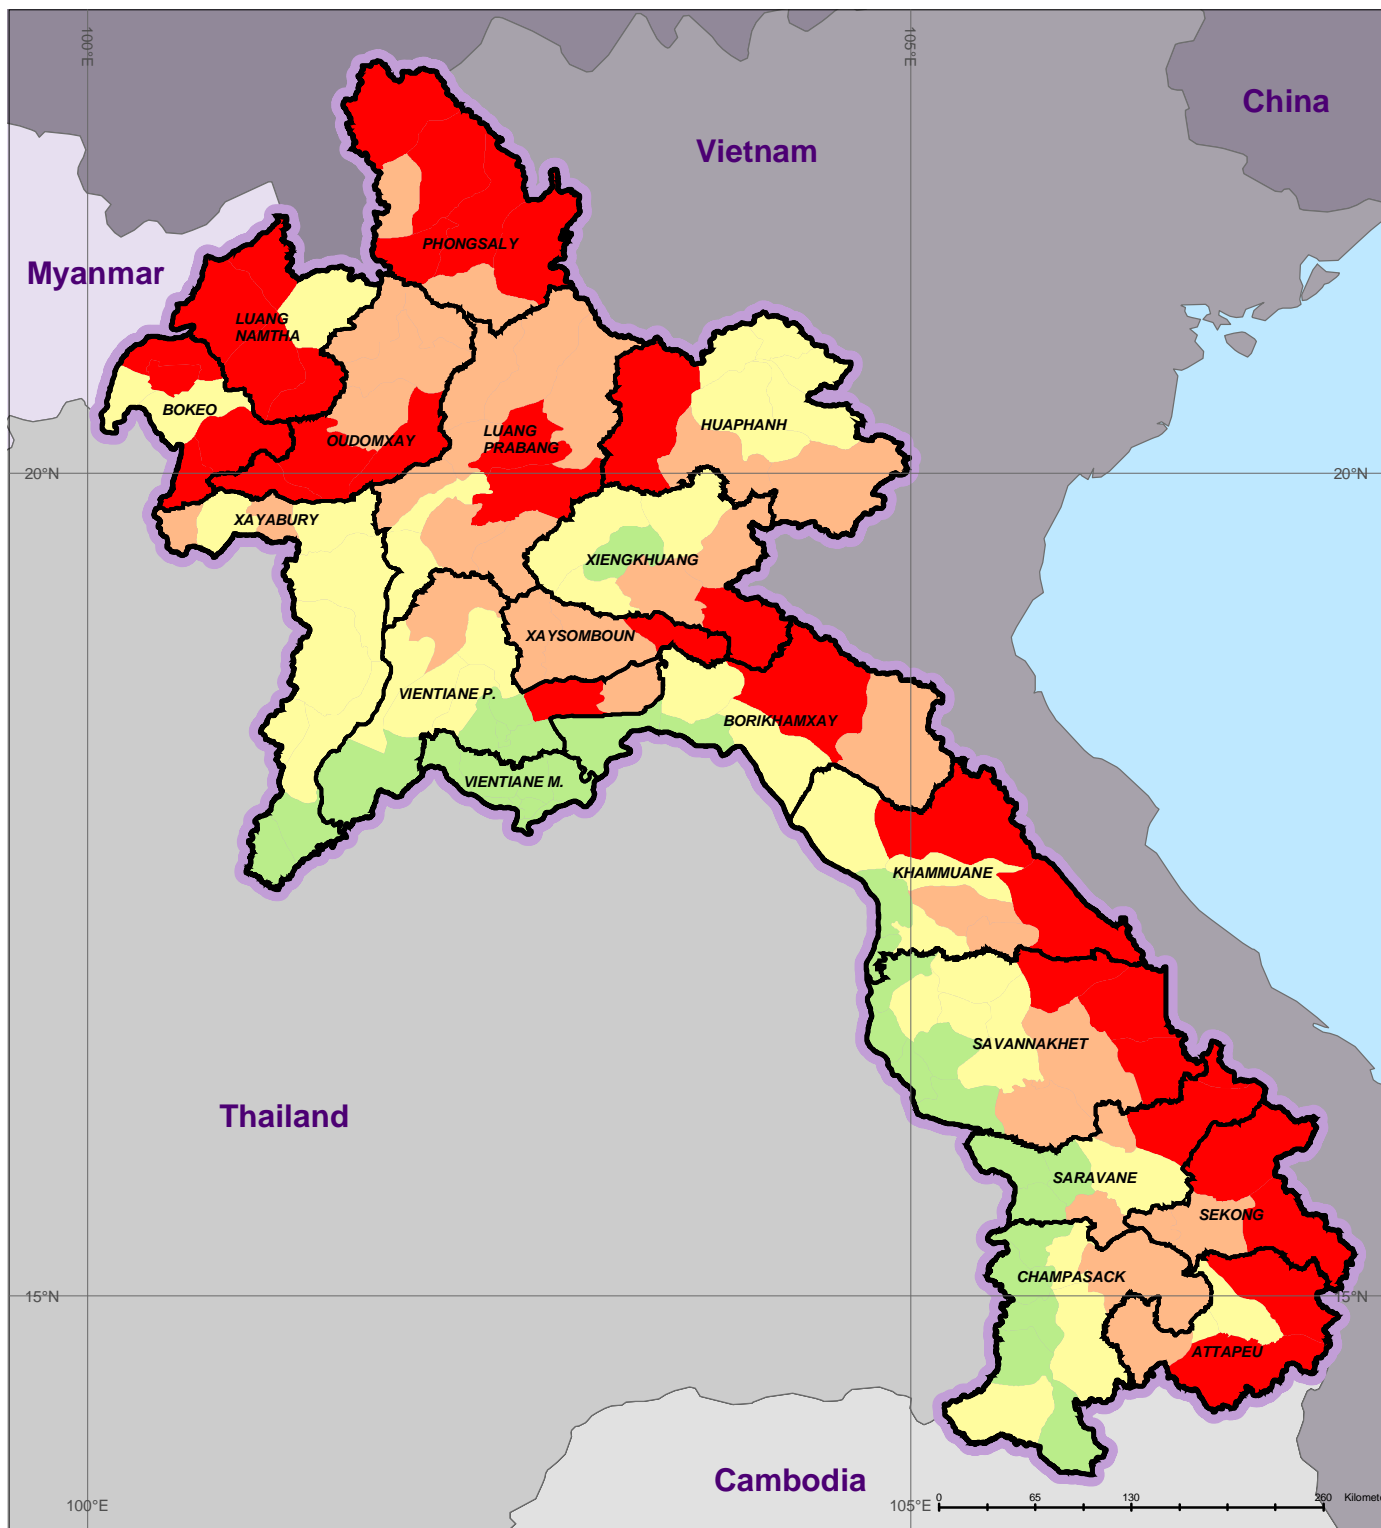 100°E
105°E
China
Vietnam
PHONGSALY
Myanmar
LUANG
NAMTHA
BOKEO
OUDOMXAY
LUANG
PRABANG
HUAPHANH
20°N
20°N
XAYABURY
XIENGKHUANG
XAYSOMBOUN
VIENTIANE P.
BORIKHAMXAY
VIENTIANE M.
KHAMMUANE
SAVANNAKHET
Thailand
SARAVANE
SEKONG
CHAMPASACK
15°N
15°N
ATTAPEU
Cambodia
0 65 130 260 Kilomete
100°E
105°E